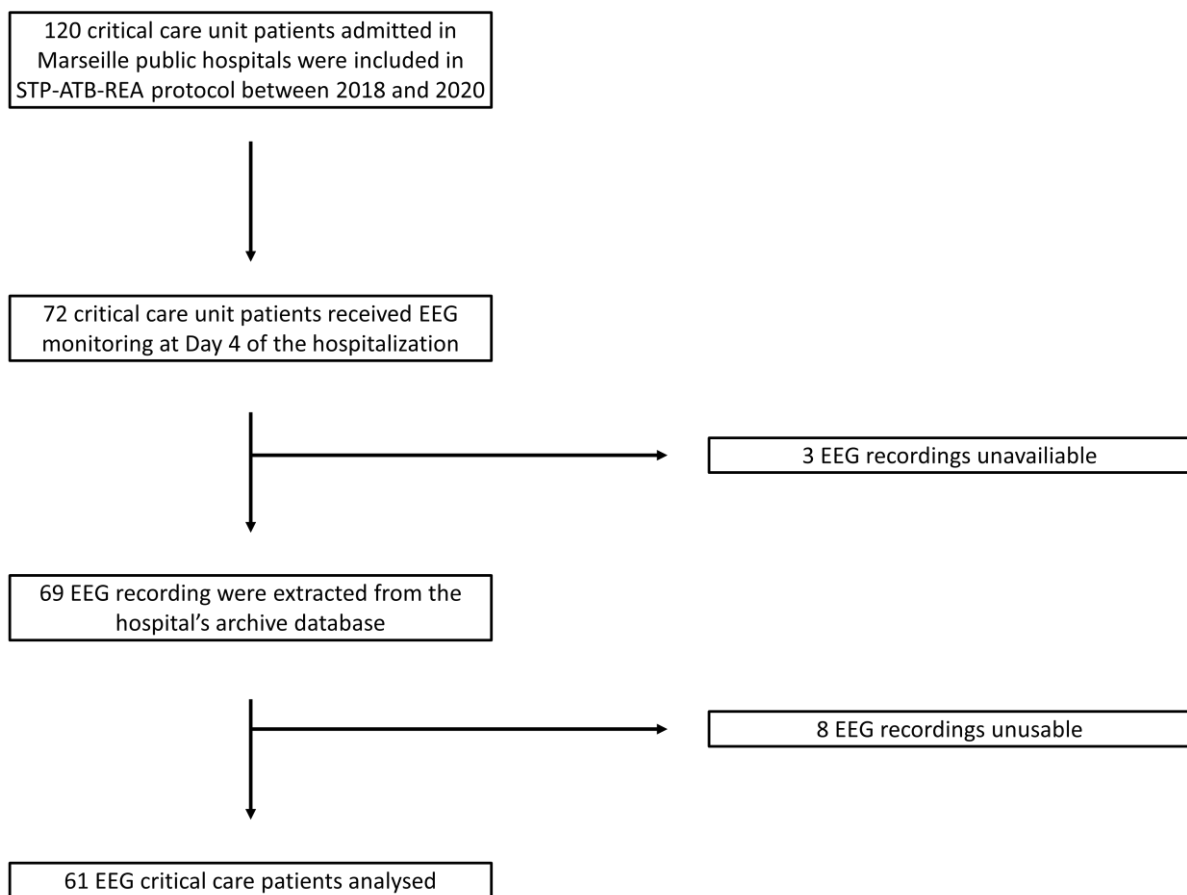 120 critical care unit patients admitted in
Marseille public hospitals were included in
STP-ATB-REA protocol between 2018 and 2020
72 critical care unit patients received EEG
monitoring at Day 4 of the hospitalization
3 EEG recordings unavailiable
69 EEG recording were extracted from the
hospital’s archive database
8 EEG recordings unusable
61 EEG critical care patients analysed